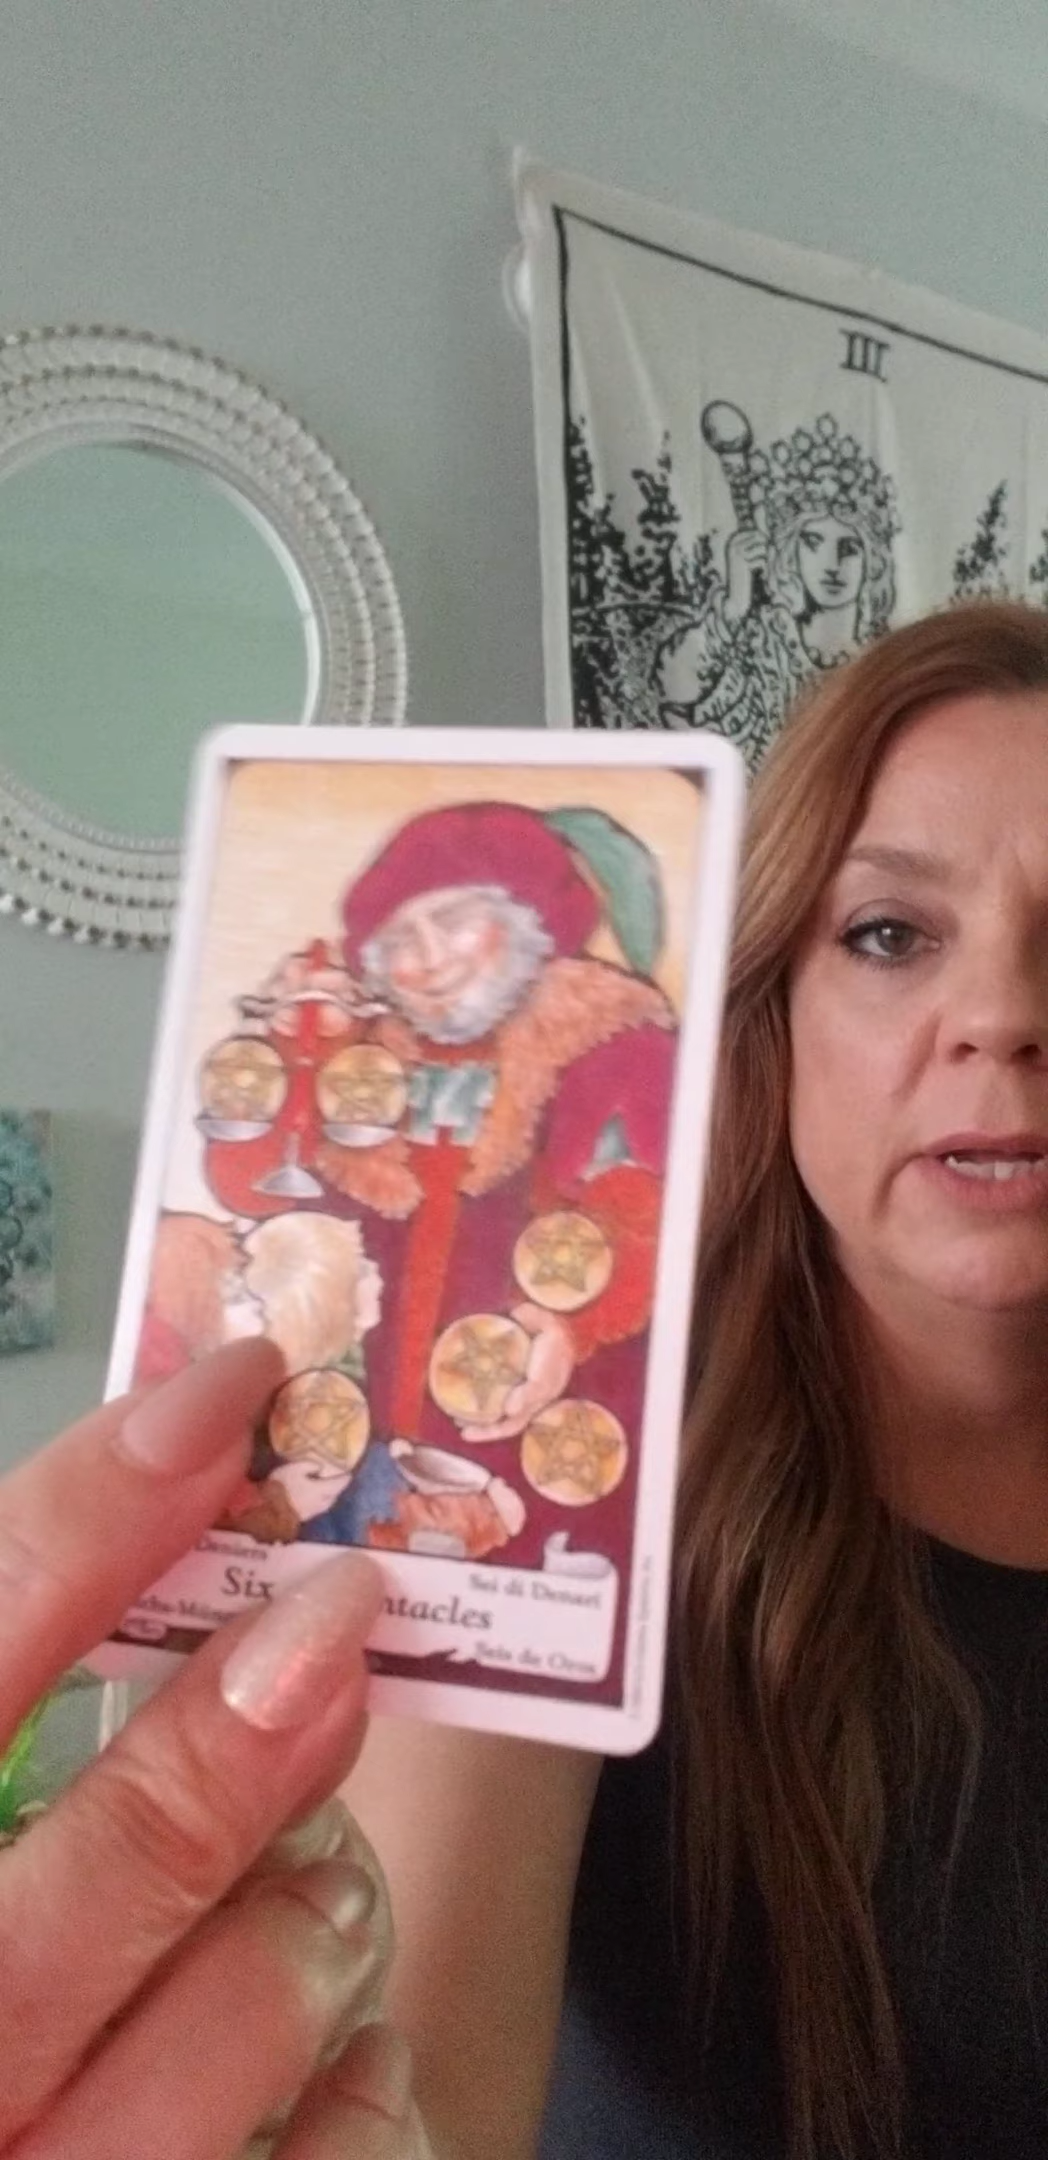 III
Deniers
Sei di Denari
Six ntacles
Seis de Oros